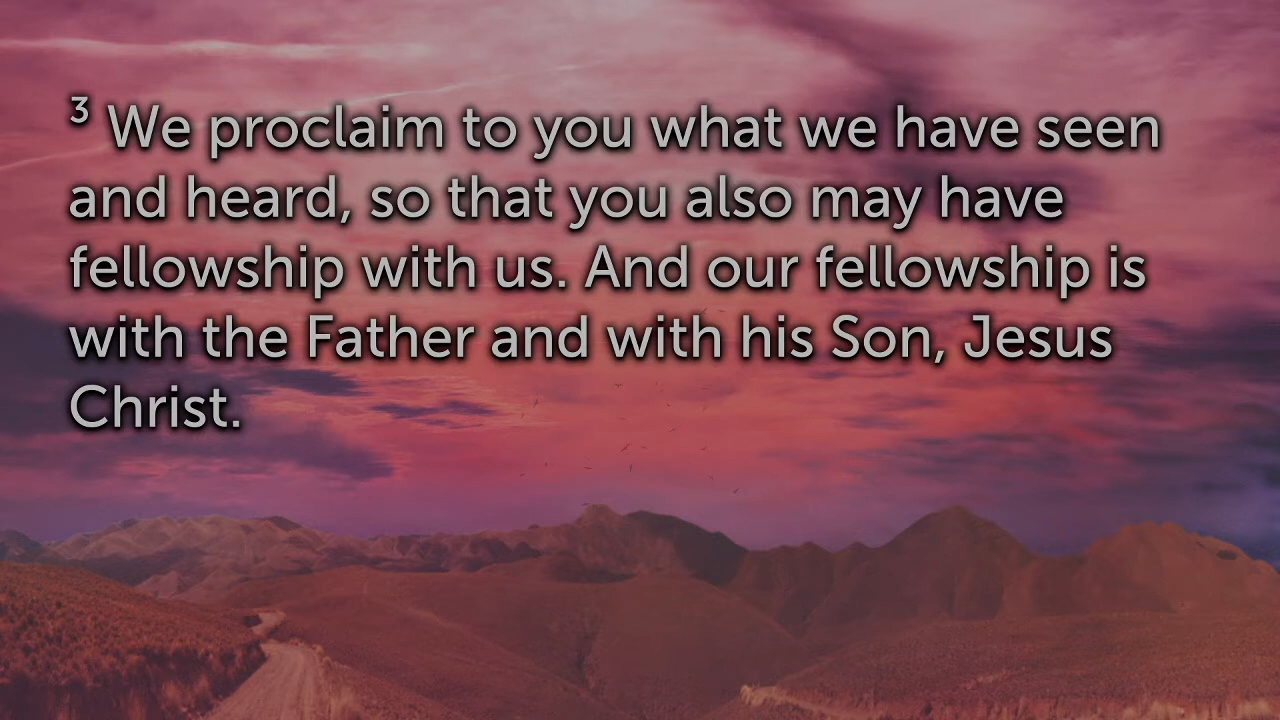 ³ We proclaim to you what we have seen
and heard, so that you also may have
fellowship with us. And our fellowship is
with the Father and with his Son, Jesus
Christ.